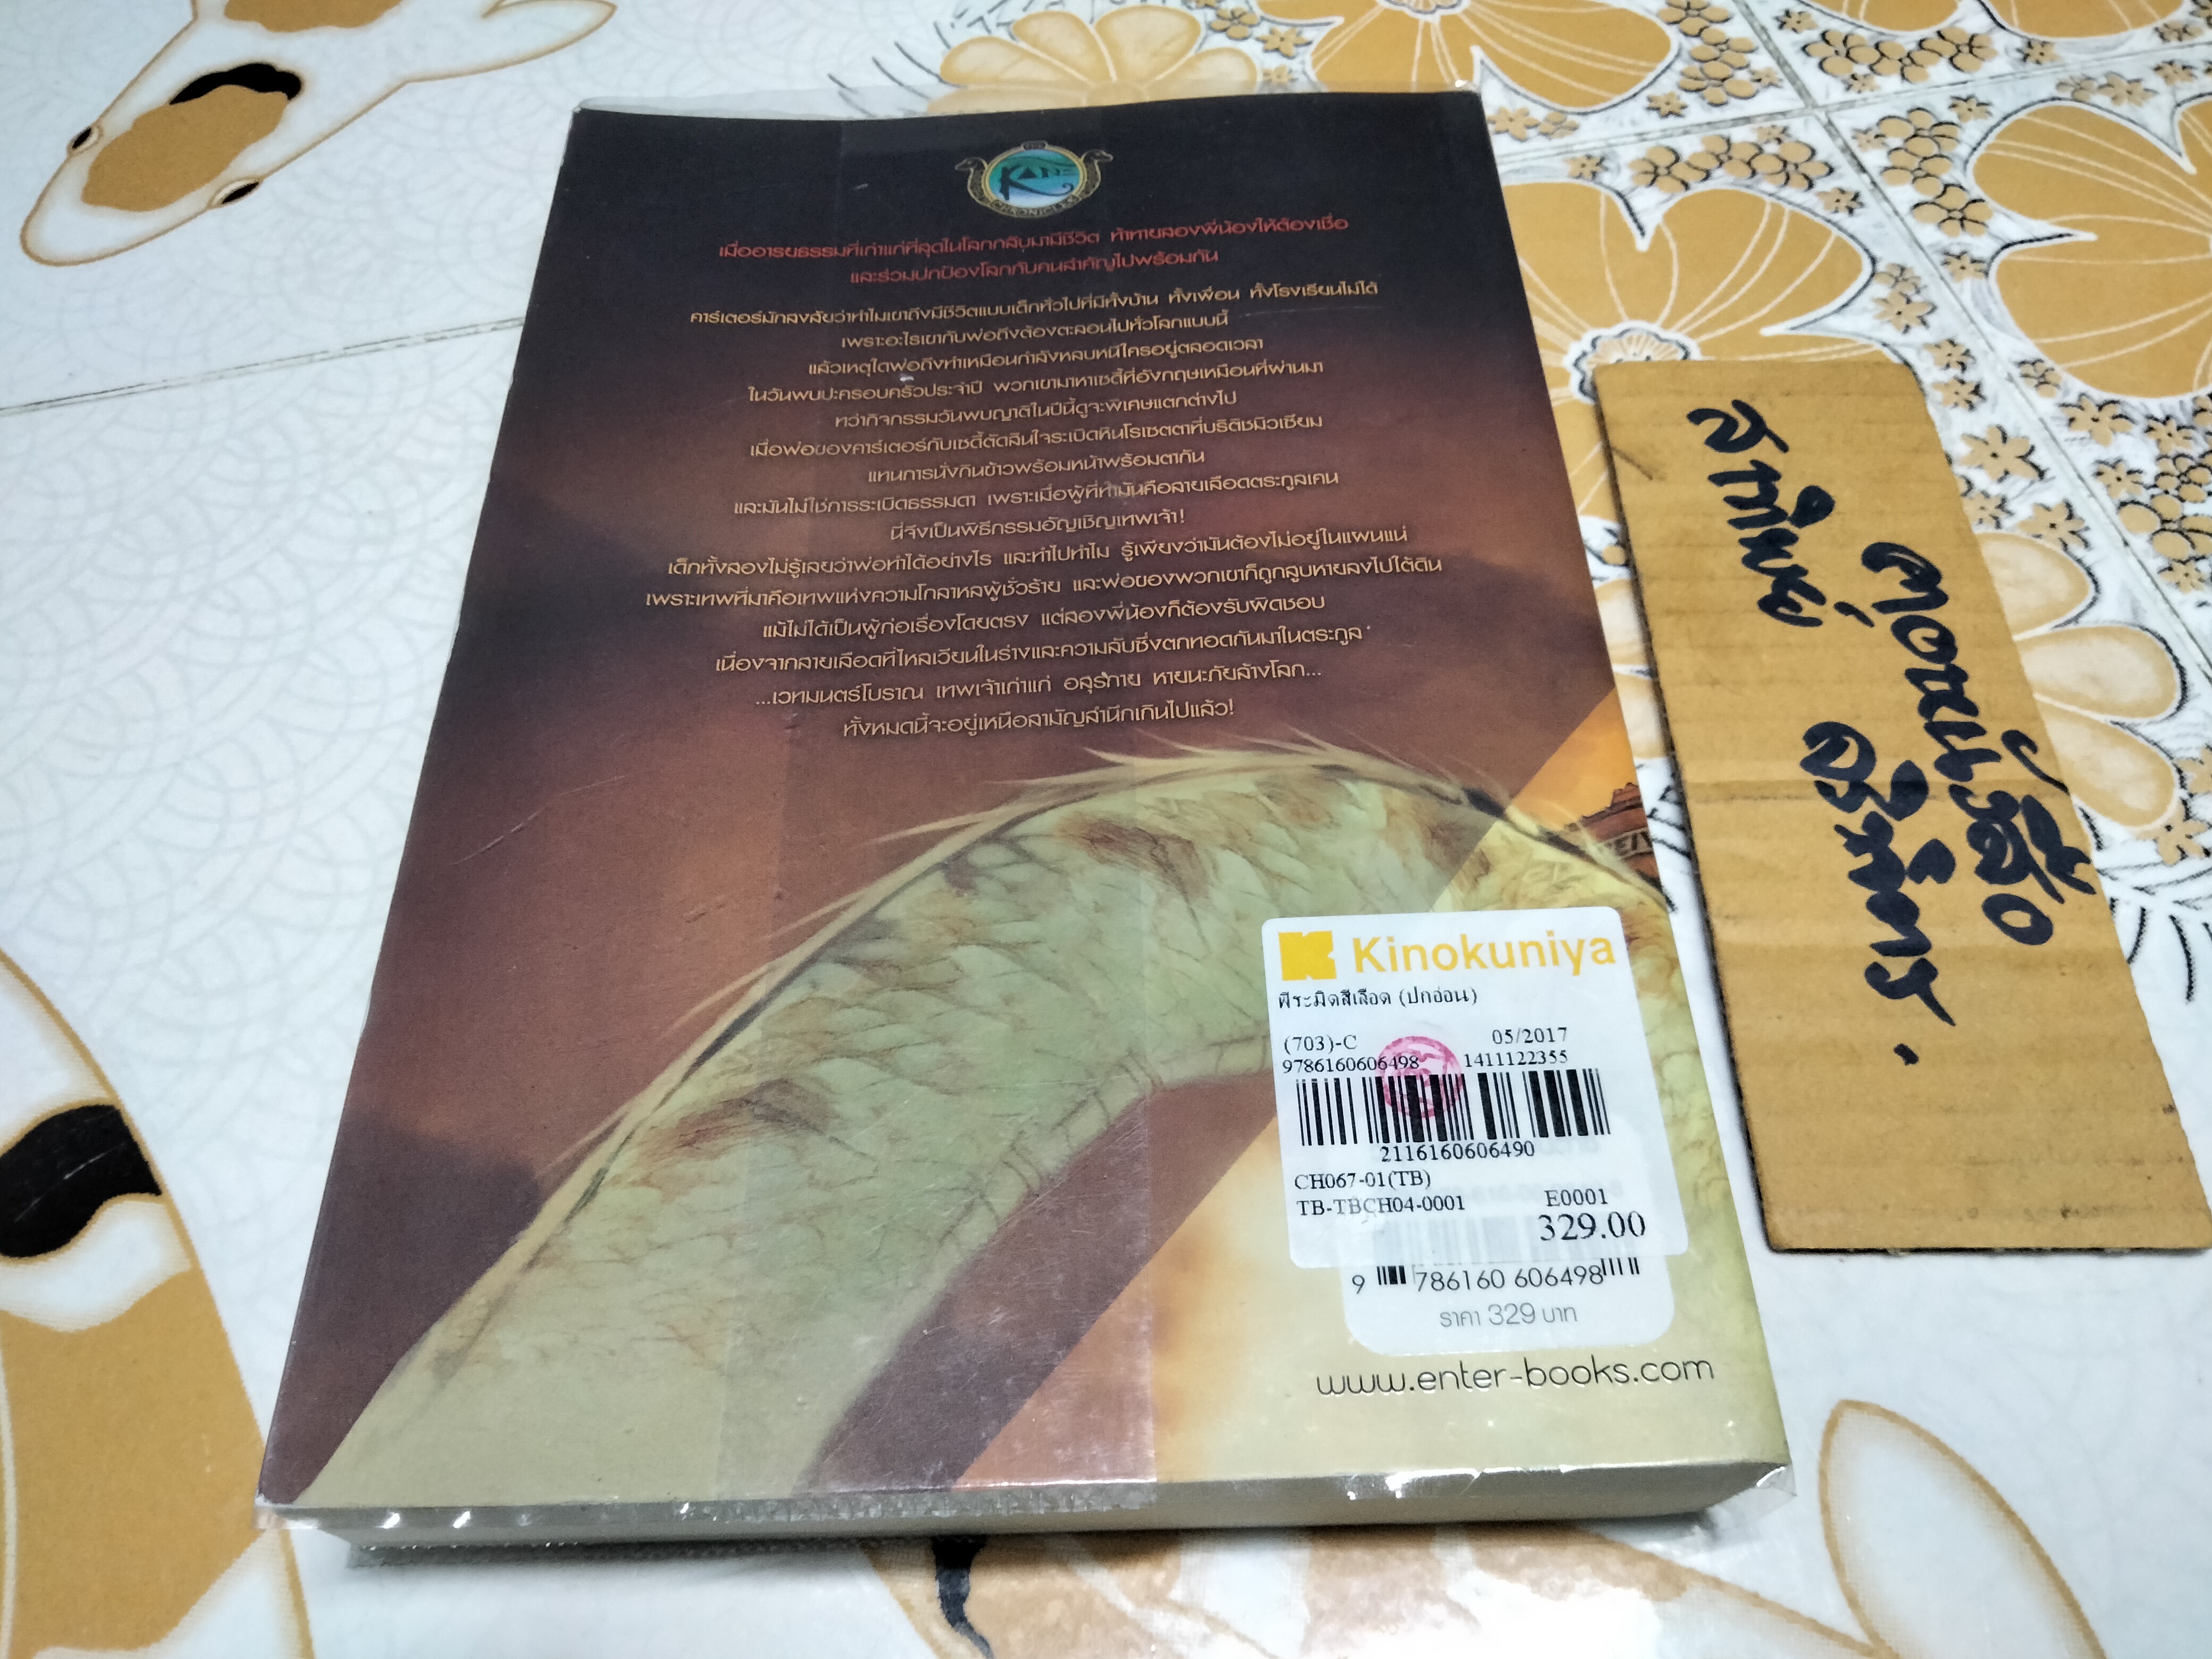 KANE
CHRONICLES
เมื่ออารยธรรมที่เก่าแก่ที่สุดในโลกกลับมามีชีวิต ท้าทายสองพี่น้องให้ต้องเชื่อ
และร่วมปกป้องโลกกับคนสำคัญไปพร้อมกัน
คาร์เตอร์มักสงสัยว่าทำไมเขาถึงมีชีวิตแบบเด็กทั่วไปที่มีทั้งบ้าน ทั้งเพื่อน ทั้งโรงเรียนไม่ได้
เพราะอะไรเขากับพ่อถึงต้องตะลอนไปทั่วโลกแบบนี้
แล้วเหตุใดพ่อถึงทำเหมือนกำลังหลบหนีใครอยู่ตลอดเวลา
ในวันพบปะครอบครัวประจำปี พวกเขามาหาเซดี้ที่อังกฤษเหมือนที่ผ่านมา
ทว่ากิจกรรมวันพบญาติในปีนี้ดูจะพิเศษแตกต่างไป
เมื่อพ่อของคาร์เตอร์กับเซดี้ตัดสินใจระเบิดหินโรเซตตาที่บริติชมิวเซียม
แทนการนั่งกินข้าวพร้อมหน้าพร้อมตากัน
และมันไม่ใช่การระเบิดธรรมดา เพราะเมื่อผู้ที่ทำมันคือสายเลือดตระกูลเคน
นี่จึงเป็นพิธีกรรมอัญเชิญเทพเจ้า!
เด็กทั้งสองไม่รู้เลยว่าพ่อทำได้อย่างไร และทำไปทำไม รู้เพียงว่ามันต้องไม่อยู่ในแผนแน่
เพราะเทพที่มาคือเทพแห่งความโกลาหลผู้ชั่วร้าย และพ่อของพวกเขาก็ถูกสูบหายลงไปใต้ดิน
แม้ไม่ได้เป็นผู้ก่อเรื่องโดยตรง แต่สองพี่น้องก็ต้องรับผิดชอบ
เนื่องจากสายเลือดที่ไหลเวียนในร่างและความลับซึ่งตกทอดกันมาในตระกูล
...เวทมนตร์โบราณ เทพเจ้าเก่าแก่ อสุรกาย หายนะภัยล้างโลก...
ทั้งหมดนี้จะอยู่เหนือสามัญสำนึกเกินไปแล้ว!
Kinokuniya
พีระมิดสีเลือด (ปกอ่อน)
(703)-C 05/2017
9786160606498 1411122355
2116160606490
CH067-01(TB)
TB-TBCH04-0001 E0001
329.00
9 786160 606498
ราคา 329 บาท
www.enter-books.com